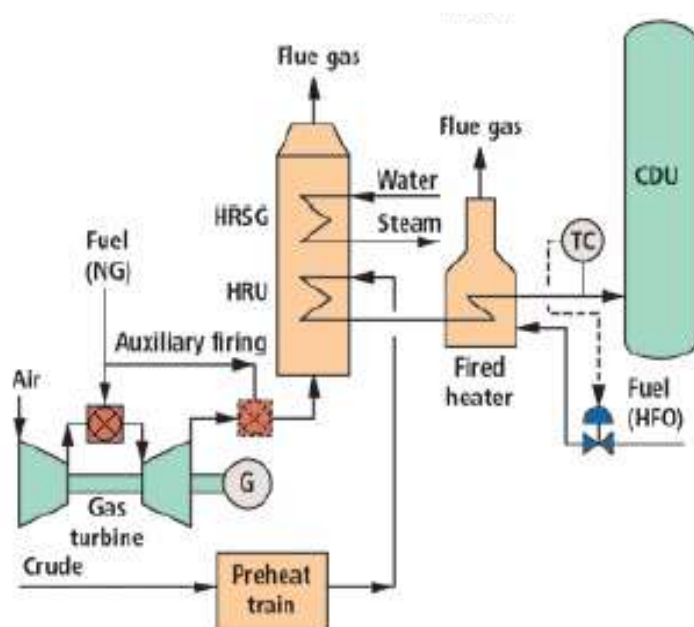 Flue gas
Flue gas
CDU
Water
HRSG
Steam
TC
Fuel
(NG)
HRU
Auxiliary firing
Air
Fired
heater
Fuel
(HFO)
G
Gas
turbine
Crude
Preheat
train